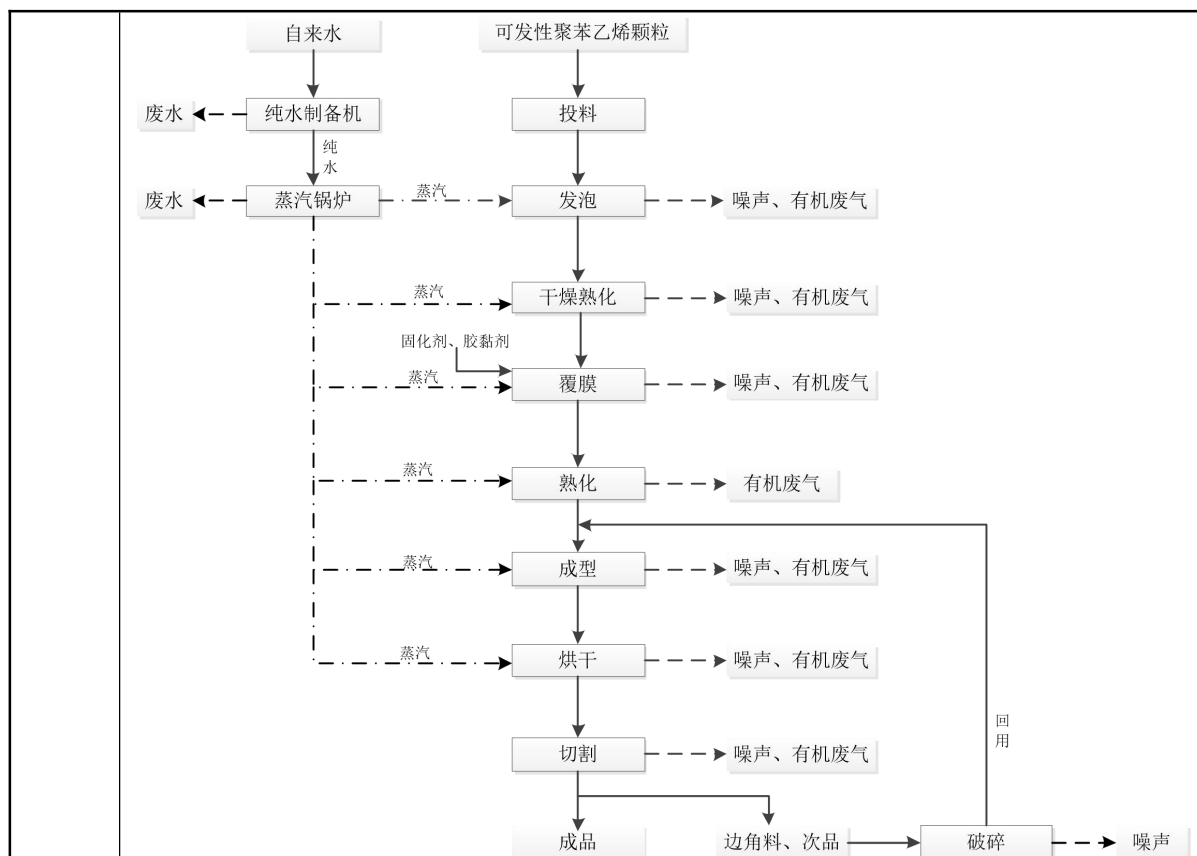 自来水
可发性聚苯乙烯颗粒
废水
纯水制备机
投料
纯
水
废水
蒸汽锅炉
蒸汽
发泡
噪声、有机废气
蒸汽
干燥熟化
噪声、有机废气
固化剂、胶黏剂
蒸汽
覆膜
噪声、有机废气
蒸汽
熟化
有机废气
蒸汽
成型
噪声、有机废气
蒸汽
烘干
噪声、有机废气
回
用
切割
噪声、有机废气
成品
边角料、次品
破碎
噪声